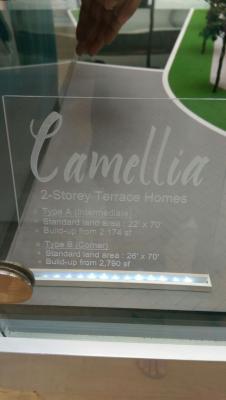 Camellia
2-Storey Terrace Homes
Type A (Intermediate)
Standard land area : 22' x 70'
Build-up from 2,174 sf
Type B (Corner)
Standard land area : 26' x 70'
Build-up from 2,790 sf